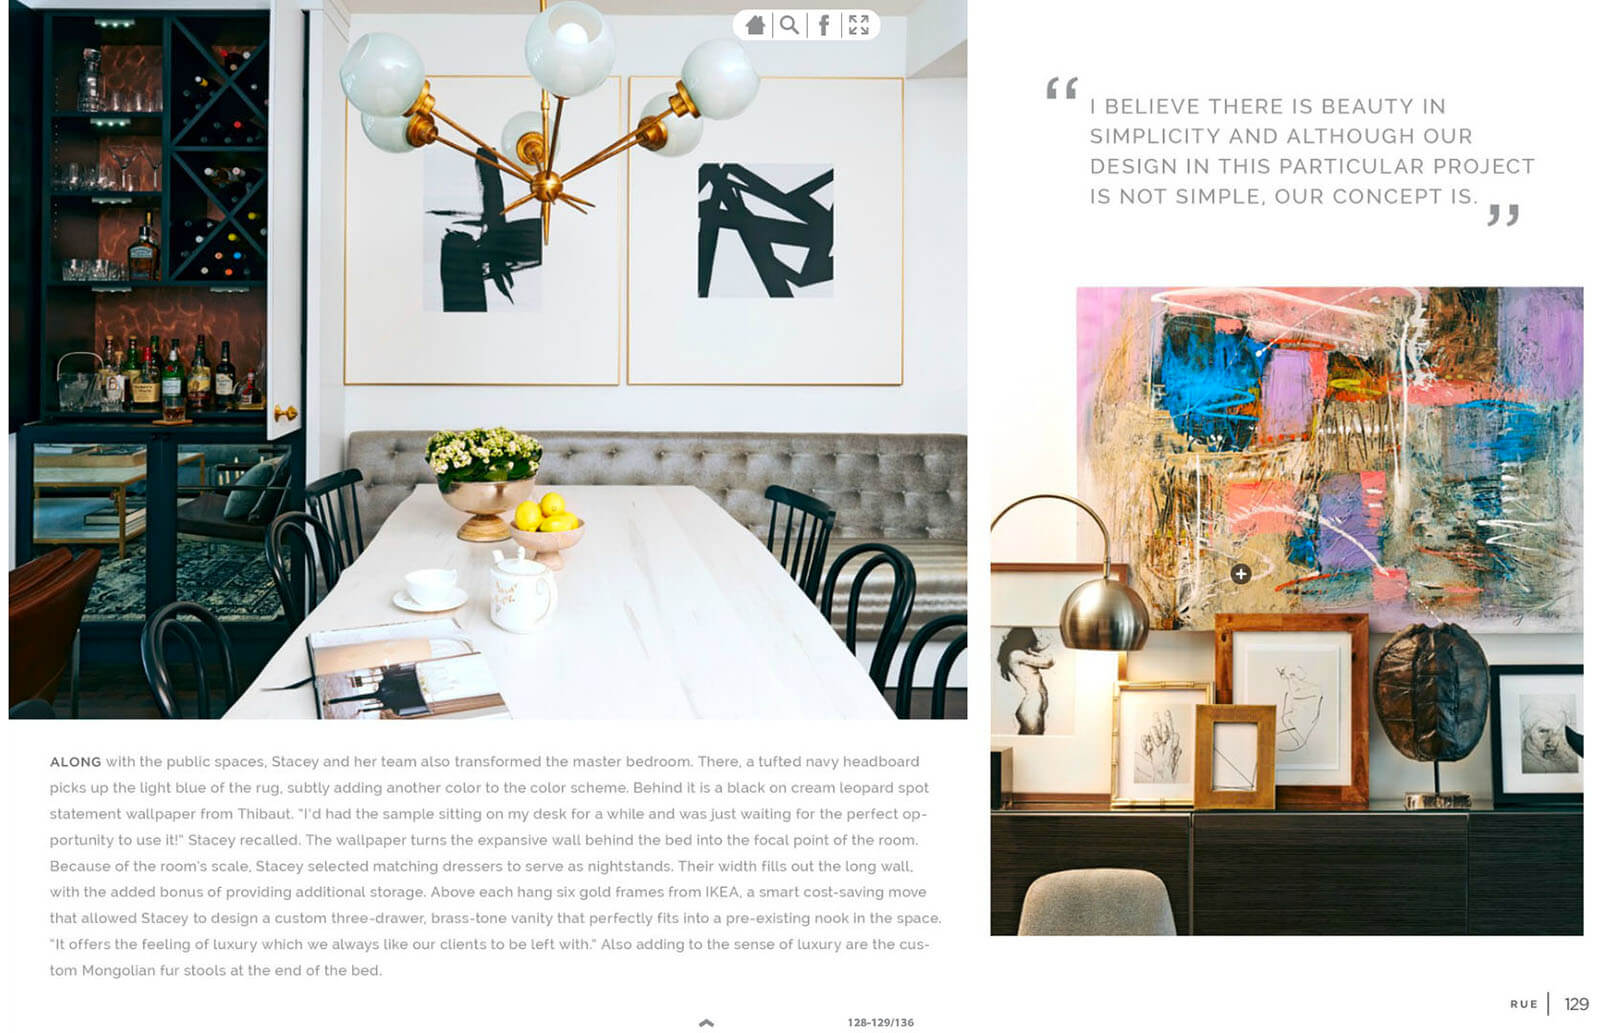 “ I BELIEVE THERE IS BEAUTY IN
SIMPLICITY AND ALTHOUGH OUR
DESIGN IN THIS PARTICULAR PROJECT
IS NOT SIMPLE, OUR CONCEPT IS. ”
ALONG with the public spaces, Stacey and her team also transformed the master bedroom. There, a tufted navy headboard
picks up the light blue of the rug, subtly adding another color to the color scheme. Behind it is a black on cream leopard spot
statement wallpaper from Thibaut. "I'd had the sample sitting on my desk for a while and was just waiting for the perfect op-
portunity to use it!" Stacey recalled. The wallpaper turns the expansive wall behind the bed into the focal point of the room.
Because of the room's scale, Stacey selected matching dressers to serve as nightstands. Their width fills out the long wall,
with the added bonus of providing additional storage. Above each hang six gold frames from IKEA, a smart cost-saving move
that allowed Stacey to design a custom three-drawer, brass-tone vanity that perfectly fits into a pre-existing nook in the space.
"It offers the feeling of luxury which we always like our clients to be left with." Also adding to the sense of luxury are the cus-
tom Mongolian fur stools at the end of the bed.
RUE | 129
128-129/136